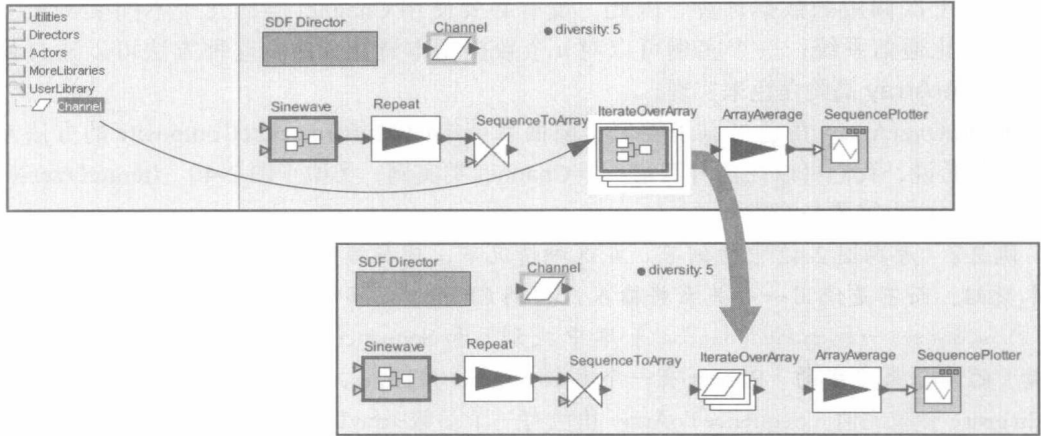 Utilities
Directors
Actors
MoreLibraries
UserLibrary
Channel
SDF Director
Channel
diversity: 5
Sinewave
Repeat
SequenceToArray
IterateOverArray
ArrayAverage
SequencePlotter
SDF Director
Channel
diversity: 5
Sinewave
Repeat
SequenceToArray
IterateOverArray
ArrayAverage
SequencePlotter